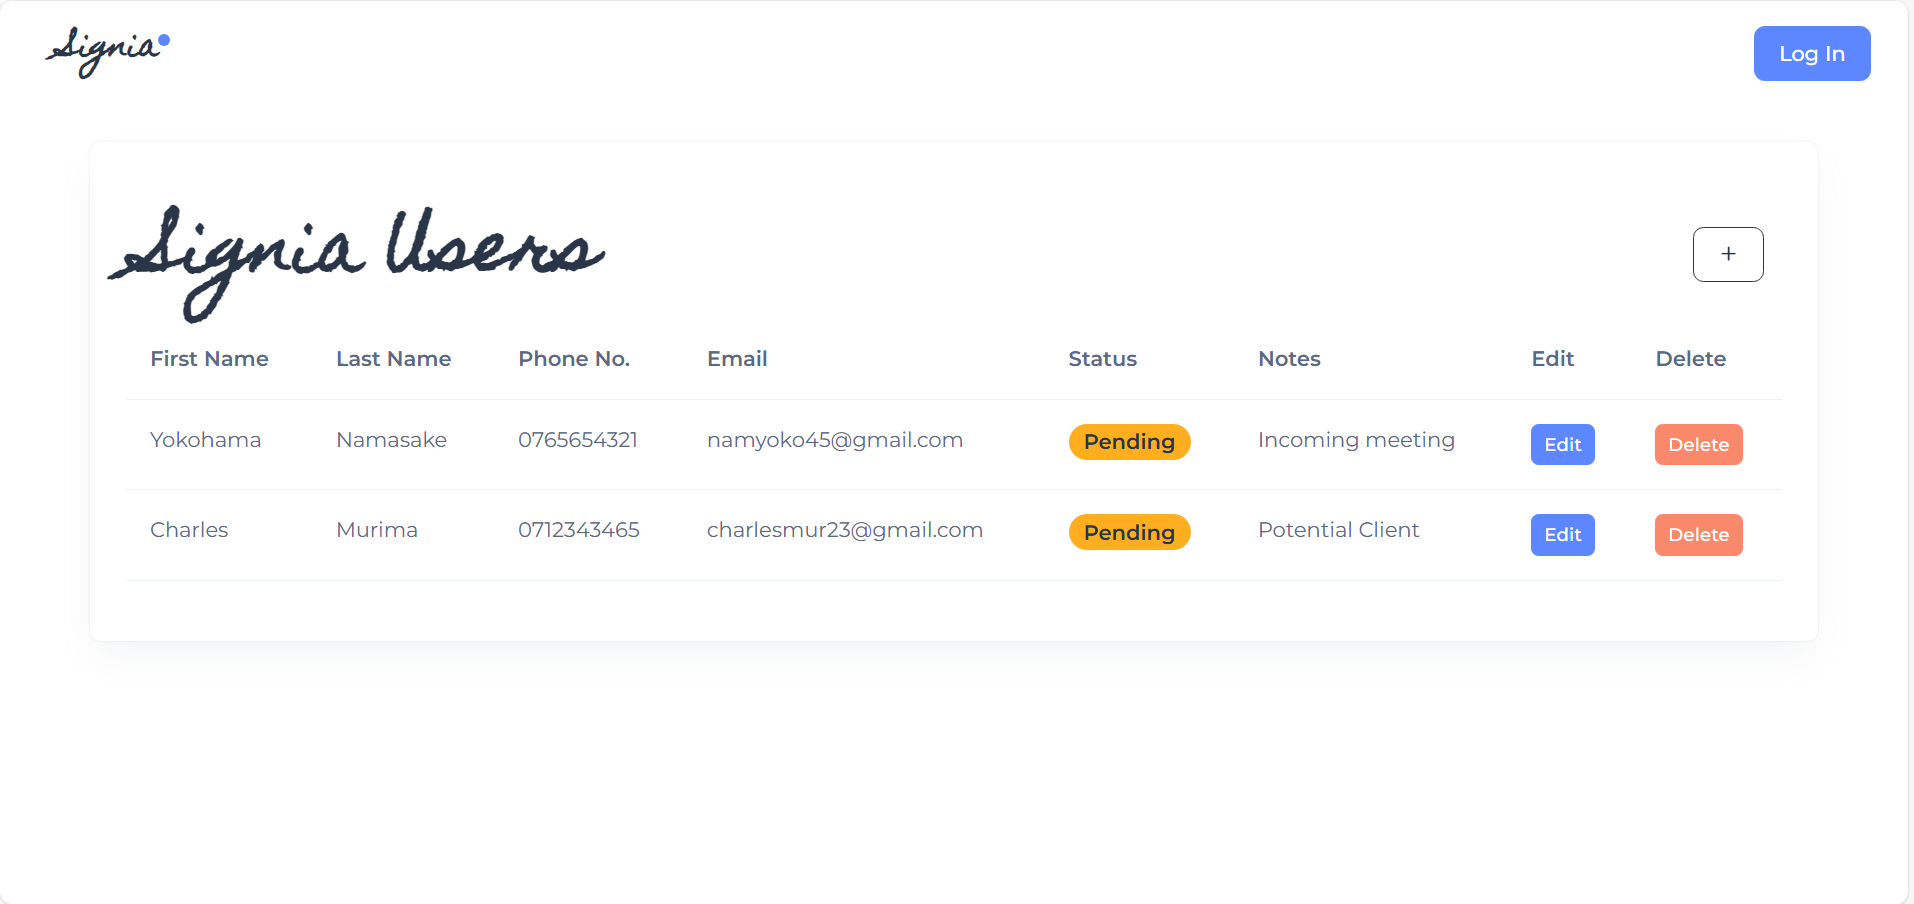 Signia
Log In
Signia Users
+
First Name Last Name Phone No. Email Status Notes Edit Delete
Yokohama Namasake 0765654321 namyoko45@gmail.com Pending Incoming meeting Edit Delete
Charles Murima 0712343465 charlesmur23@gmail.com Pending Potential Client Edit Delete